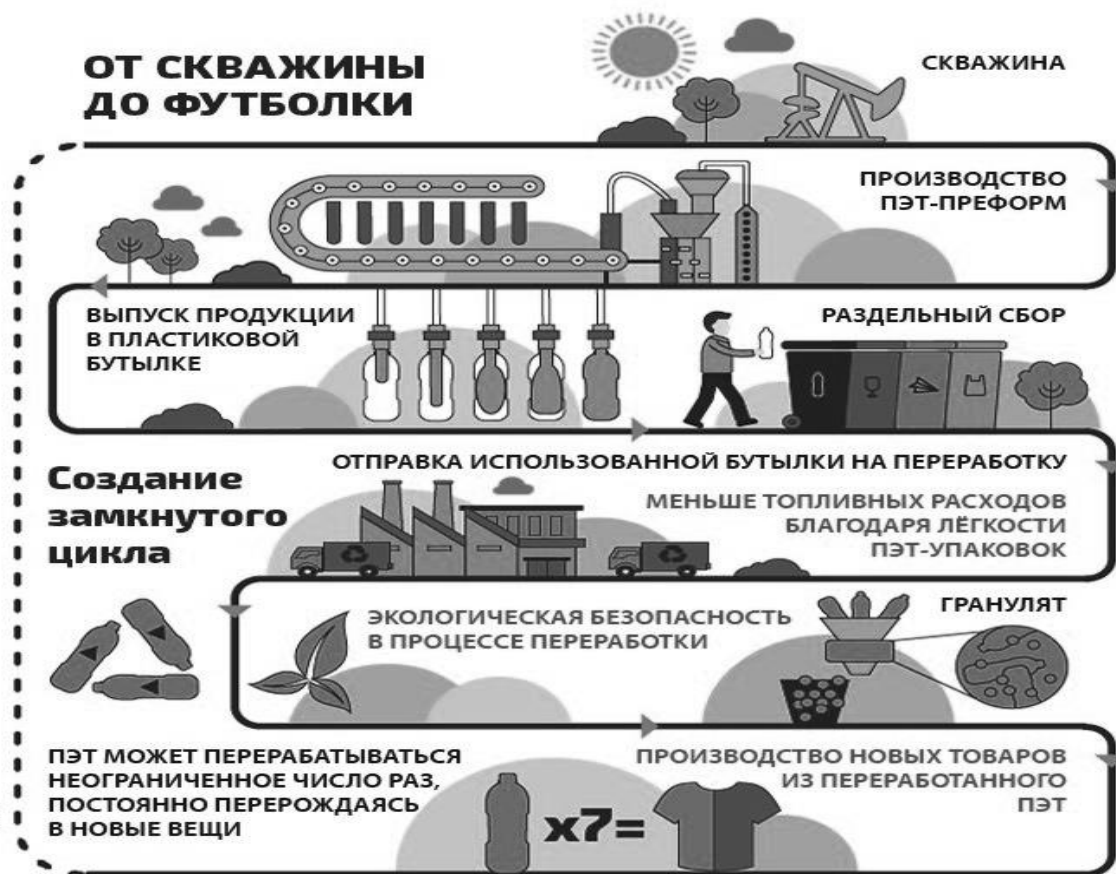 ОТ СКВАЖИНЫ
ДО ФУТБОЛКИ
СКВАЖИНА
ПРОИЗВОДСТВО
ПЭТ-ПРЕФОРМ
ВЫПУСК ПРОДУКЦИИ
В ПЛАСТИКОВОЙ
БУТЫЛКЕ
РАЗДЕЛЬНЫЙ СБОР
ОТПРАВКА ИСПОЛЬЗОВАННОЙ БУТЫЛКИ НА ПЕРЕРАБОТКУ
МЕНЬШЕ ТОПЛИВНЫХ РАСХОДОВ
БЛАГОДАРЯ ЛЁГКОСТИ
ПЭТ-УПАКОВОК
Создание
замкнутого
цикла
ЭКОЛОГИЧЕСКАЯ БЕЗОПАСНОСТЬ
В ПРОЦЕССЕ ПЕРЕРАБОТКИ
ГРАНУЛЯТ
ПЭТ МОЖЕТ ПЕРЕРАБАТЫВАТЬСЯ
НЕОГРАНИЧЕННОЕ ЧИСЛО РАЗ,
ПОСТОЯННО ПЕРЕРОЖДАЯСЬ
В НОВЫЕ ВЕЩИ
ПРОИЗВОДСТВО НОВЫХ ТОВАРОВ
ИЗ ПЕРЕРАБОТАННОГО
ПЭТ
x7=